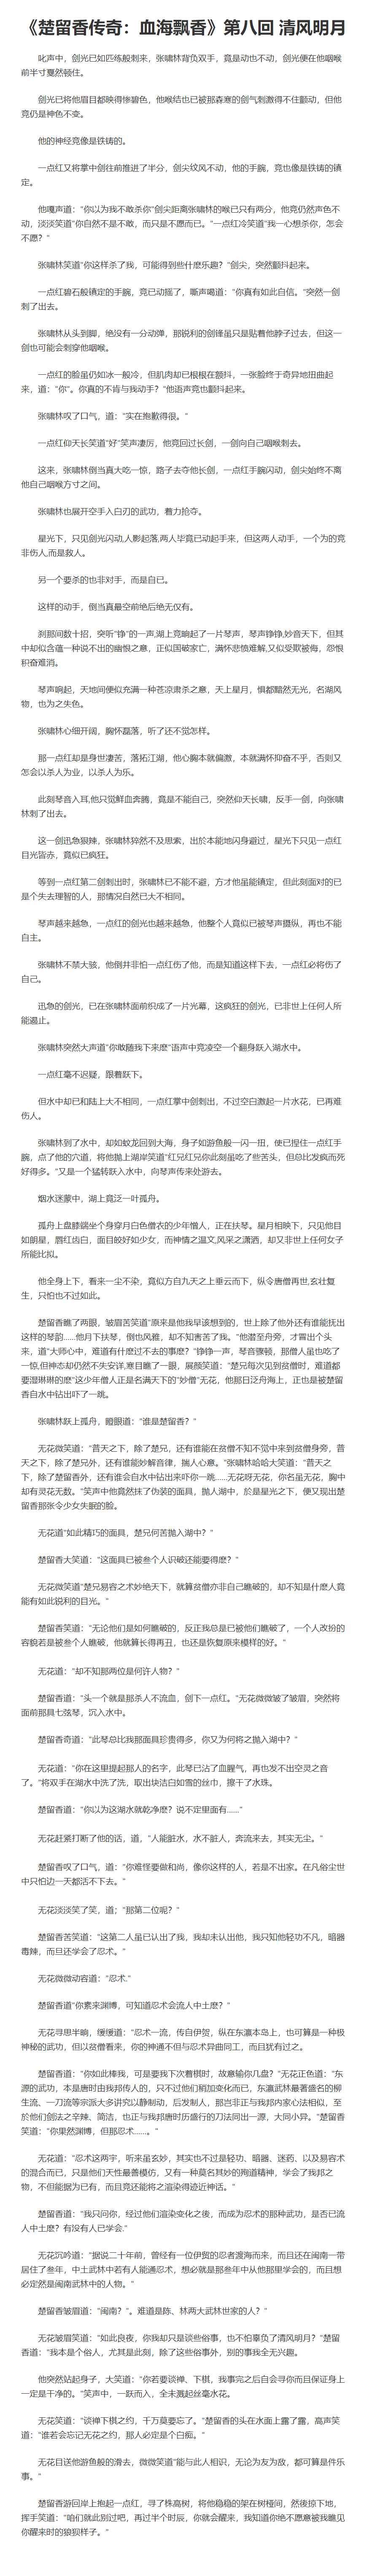 《楚留香传奇：血海飘香》第八回 清风明月
叱声中，剑光已如匹练般刺来，张啸林背负双手，竟是动也不动，剑光便在他咽喉
前半寸戛然顿住。
剑光已将他眉目都映得惨碧色，他喉结也已被那森寒的剑气刺激得不住颤动，但他
竟仍是神色不变。
他的神经竟像是铁铸的。
一点红又将掌中剑往前推进了半分，剑尖纹风不动，他的手腕，竟也像是铁铸的镇
定。
他嘎声道："你以为我不敢杀你"剑尖距离张啸林的喉已只有两分，他竟仍然声色不
动，淡淡笑道"你自然不是不敢，而只是不愿而已。"一点红冷笑道"我一心想杀你，怎会
不愿？"
张啸林笑道"你这样杀了我，可能得到些什麽乐趣？"剑尖，突然颤抖起来。
一点红碧石般镇定的手腕，竟已动摇了，嘶声喝道："你真有如此自信。"突然一剑
刺了出去。
张啸林从头到脚，绝没有一分动弹，那锐利的剑锋虽只是贴着他脖子过去，但这一
剑也可能会刺穿他咽喉。
一点红的脸虽仍如冰一般冷，但肌肉却已根根在颤抖，一张脸终于奇异地扭曲起
来，道："你"。你真的不肯与我动手？"他语声竟也颤抖起来。
张啸林叹了口气，道："实在抱歉得很。"
一点红仰天长笑道"好"笑声凄厉，他竟回过长剑，一剑向自己咽喉刺去。
这来，张啸林倒当真大吃一惊，路子去夺他长剑，一点红手腕闪动，剑尖始终不离
他自己咽喉方寸之间。
张啸林也展开空手入白刃的武功，着力抢夺。
星光下，只见剑光闪动,人影起落,两人毕竟已动起手来，但这两人动手，一个为的竟
非伤人,而是救人。
另一个要杀的也非对手，而是自已。
这样的动手，倒当真最空前绝后绝无仅有。
刹那间数十招，突听"铮"的一声,湖上竟响起了一片琴声，琴声铮铮,妙音天下，但其
中却似含蕴一种说不出的幽恨之意，正似国破家亡，满怀悲愤难解,又似受欺被侮，怨恨
积奋难消。
琴声响起，天地间便似充满一种苍凉肃杀之意，天上星月，惧都黯然无光，名湖风
物，也为之失色。
张啸林心细开阔，胸怀磊落，听了还不觉怎样。
那一点红却是身世凄苦，落拓江湖，他心胸本就偏激，本就满怀抑奋不乎，否则又
怎会以杀人为业，以杀人为乐。
此刻琴音入耳,他只觉鲜血奔腾，竟是不能自己，突然仰天长啸，反手一剑，向张啸
林刺了出去。
这一剑迅急狠辣，张啸林猝然不及思索，出於本能地闪身避过，星光下只见一点红
目光皆赤，竟似已疯狂。
等到一点红第二剑刺出时，张啸林已不能不避，方才他虽能镇定，但此刻面对的已
是个失去理智的人，那情况自然已大不相同。
琴声越来越急，一点红的剑光也越来越急，他整个人竟似已被琴声摄纵，再也不能
自主。
张啸林不禁大骇，他倒并非怕一点红伤了他，而是知道这样下去，一点红必将伤了
自己。
迅急的剑光，已在张啸林面前织成了一片光幕，这疯狂的剑光，已非世上任何人所
能遏止。
张啸林突然大声道"你敢随我下来麽"语声中竟凌空一个翻身跃入湖水中。
一点红毫不迟疑，跟着跃下。
但水中却已和陆上大不相同，一点红掌中剑刺出，不过空白激起一片水花，已再难
伤人。
张啸林到了水中，却如蛟龙回到大海，身子如游鱼般一闪一扭，使已捏住一点红手
腕，点了他的穴道，将他抛上湖岸笑道"红兄红兄你此刻虽吃了些苦头，但总比发疯而死
好得多。"又是一个猛转跃入水中，向琴声传来处游去。
烟水迷蒙中，湖上竟泛一叶孤舟。
孤舟上盘膝端坐个身穿月白色僧衣的少年憎人，正在扶琴。星月相映下，只见他目
如朗星，唇红齿白，面目皎好如少女，而神情之温文,风采之潇洒，却又非世上任何女子
所能比拟。
他全身上下，看来一尘不染，竟似方自九天之上垂云而下，纵令唐僧再世,玄壮复
生，只怕也不过如此。
楚留香瞧了两眼，皱眉苦笑道"原来是他我早该想到的，世上除了他外还有谁能抚出
这样的琴韵……他月下扶琴，倒也风雅，却不知害苦了我。"他潜至舟旁，才冒出个头
来，道"大师心中，难道有什麽过不去的事麽？"铮铮一声，琴音骤顿，那僧人虽也吃了
一惊,但神态却仍然不失安详,寒目瞧了一眼，展颜笑道："楚兄每次见到贫僧时，难道都
要湿琳琳的麽"这少年僧人正是名满天下的"妙僧"无花，他那日泛舟海上，正也是被楚留
香自水中钻出吓了一跳。
张啸林跃上孤舟，瞪眼道："谁是楚留香？"
无花微笑道："普天之下，除了楚兄，还有谁能在贫僧不知不觉中来到贫僧身旁，普
天之下，除了楚兄外，还有谁能妙解音律，揣人心意。"张啸林哈哈大笑道："普天之
下，除了楚留香外，还有谁会自水中钻出来吓你一跳……无花呀无花，你名虽无花，胸中
却有灵花无数。"笑声中他竟然抹了伪装的面具，抛人湖中，於是星光之下，便又现出楚
留香那张令少女失眠的脸。
无花道"如此精巧的面具，楚兄何苦抛入湖中？"
楚留香大笑道："这面具已被叁个人识破还能要得麽？"
无花微笑道"楚兄易容之术妙绝天下，就算贫僧亦非自己瞧破的，却不知是什麽人竟
能有如此锐利的目光。"
楚留香笑道："无论他们是如何瞧破的，反正我总是已被他们瞧破了，一个人改扮的
容貌若是被叁个人瞧破，他就算长得再丑，也还是恢复原来模样的好。"
无花道："却不知那两位是何许人物？"
楚留香道："头一个就是那杀人不流血，剑下一点红。"无花微微皱了皱眉，突然将
面前那具七弦琴，沉入水中。
楚留香奇道："此琴总比我那面具珍贵得多，你又为何将之抛入湖中？"
无花道："你在这里提起那人的名字，此琴已沾了血腥气，再也发不出空灵之音
了。"将双手在湖水中洗了洗，取出块洁白如雪的丝巾，擦干了水珠。
楚留香道："你以为这湖水就乾净麽？说不定里面有……"
无花赶紧打断了他的话，道，"人能脏水，水不脏人，奔流来去，其实无尘。"
楚留香叹了口气，道："你难怪要做和尚，像你这样的人，若是不出家。在凡俗尘世
中只怕边一天都活不下去。"
无花淡淡笑了笑，道；"那第二位呢？"
楚留香苦笑道："这第二人虽已认出了我，我却未认出他，我只知他轻功不凡，暗器
毒辣，而旦还学会了忍术。"
无花微微动容道："忍术."
楚留香道"你素来渊博，可知道忍术会流人中土麽？"
无花寻思半晌，缓缓道："忍术一流，传自伊贺，纵在东瀛本岛上，也可算是一种极
神秘的武功，但以贫僧看来，你的神通不但与忍术异曲同工，而且犹有过之。
楚留香道："你如此棒我，可是要我下次着棋时，故意输你几盘？"无花正色道："东
源的武功，本是唐时由我邦传人的，只不过他们稍加变化而已，东瀛武林最著盛名的柳
生流、一刀流等宗派大多讲究以静制动，后发制人，那岂非正与我邦内家心法相似，至
於他们剑法之辛辣、简洁，也正与我邦唐时历盛行的刀法同出一源，大同小异。"楚留香
笑道："你果然渊博，但那忍术……。"
无花道："忍术这两字，听来虽玄妙，其实也不过是轻功、暗器、迷药、以及易容术
的混合而已，只是他们天性最善模仿，又有一种莫名其妙的殉道精神，学会了我邦之
物，不但能据为已有，而且竟还能将之渲染得迹近神话。"
楚留香道："我只问你，经过他们渲染变化之後，而成为忍术的那种武功，是否已流
人中土麽？有没有人已学会."
无花沉吟道："据说二十年前，曾经有一位伊贺的忍者渡海而来，而且还在闽南一带
居住了叁年，中土武林中若有人能通忍术，想必就是那叁年中从他那里学会的，而且想
必定然是闽南武林中的人物。"
楚留香皱眉道："闽南？"。难道是陈、林两大武林世家的人？"
无花皱眉笑道："如此良夜，你我却只是谈些俗事，也不怕辜负了清风明月？"楚留
香道："我本是个俗人，尤其是此刻，除了这些俗事外，别的事我全无兴趣。
他突然站起身子，大笑道："你若要谈禅、下棋，我事完之后自会寻你而且保证身上
一定是干净的。"笑声中，一跃而入，全未溅起丝毫水花。
无花笑道："谈禅下棋之约，千万莫要忘了。"楚留香的头在水面上露了露，高声笑
道："谁若会忘记无花之约，那人必定是个白痴。"
无花目送他游鱼般的滑去，微微笑道"能与此人相识，无论为友为敌，都可算是件乐
事。"
楚留香游回岸上抱起一点红，寻了株高树，将他稳稳的架在树桠间，然後掠下地，
挥手笑道："咱们就此别过吧，再过半个时辰，你就会醒来，我知道你绝不愿意被我瞧见
你醒来时的狼狈样子。"